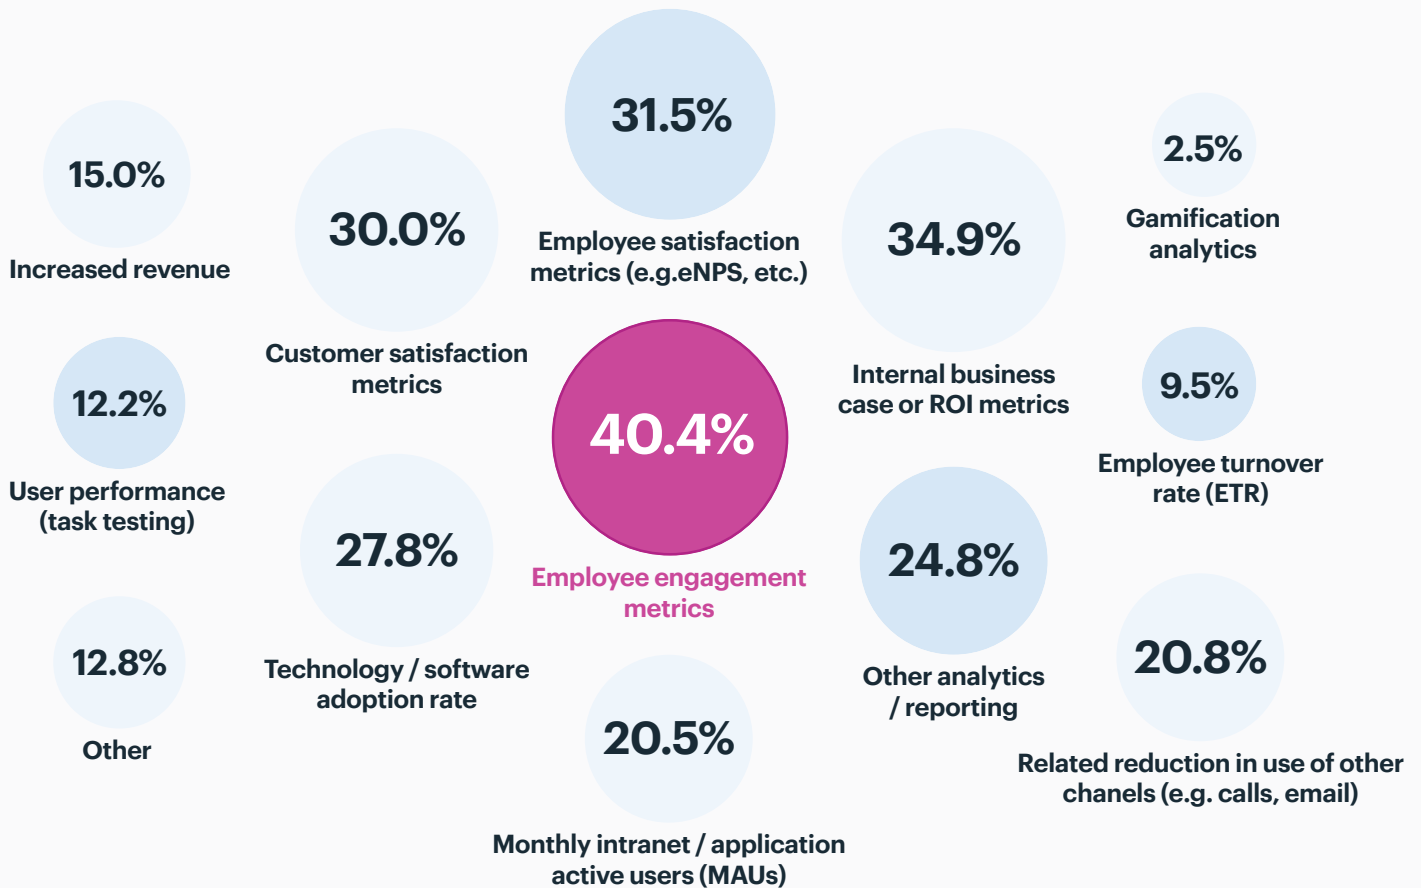 15.0%
Increased revenue
12.2%
User performance
(task testing)
12.8%
Other
30.0%
Customer satisfaction
metrics
27.8%
Technology / software
adoption rate
31.5%
Employee satisfaction
metrics (e.g.eNPS, etc.)
40.4%
Employee engagement
metrics
20.5%
Monthly intranet / application
active users (MAUs)
34.9%
Internal business
case or ROI metrics
24.8%
Other analytics
/ reporting
2.5%
Gamification
analytics
9.5%
Employee turnover
rate (ETR)
20.8%
Related reduction in use of other
chanels (e.g. calls, email)